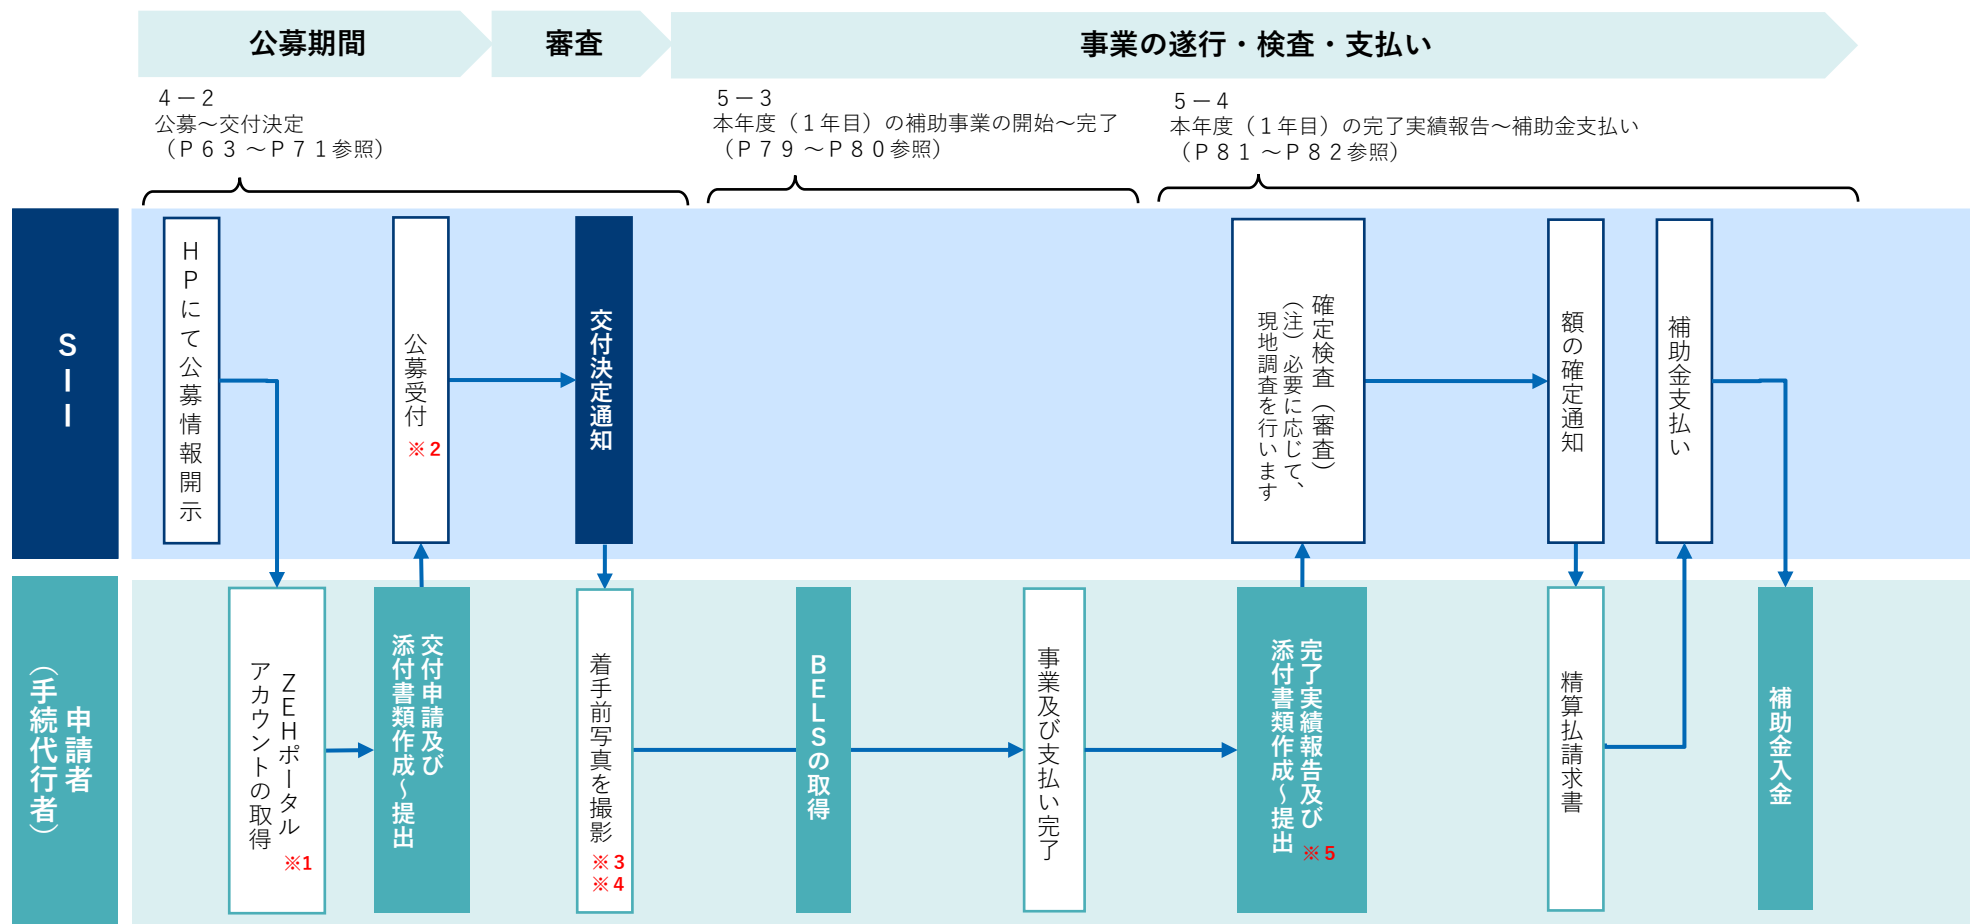 公募期間
審査
事業の遂行・検査・支払い
４－２
公募～交付決定
（Ｐ６３～Ｐ７１参照）
５－３
本年度（１年目）の補助事業の開始～完了
（Ｐ７９～Ｐ８０参照）
５－４
本年度（１年目）の完了実績報告～補助金支払い
（Ｐ８１～Ｐ８２参照）
ＳＩＩ
ＨＰにて公募情報開示
公募受付
※２
交付決定通知
確定検査（審査）
（注）必要に応じて、
現地調査を行います
額の確定通知
補助金支払い
申請者
（手続代行者）
ＺＥＨポータル
アカウントの取得
※1
交付申請及び
添付書類作成～提出
着手前写真を撮影
※３
※４
ＢＥＬＳの取得
事業及び支払い完了
完了実績報告及び
添付書類作成～提出
※５
精算払請求書
補助金入金